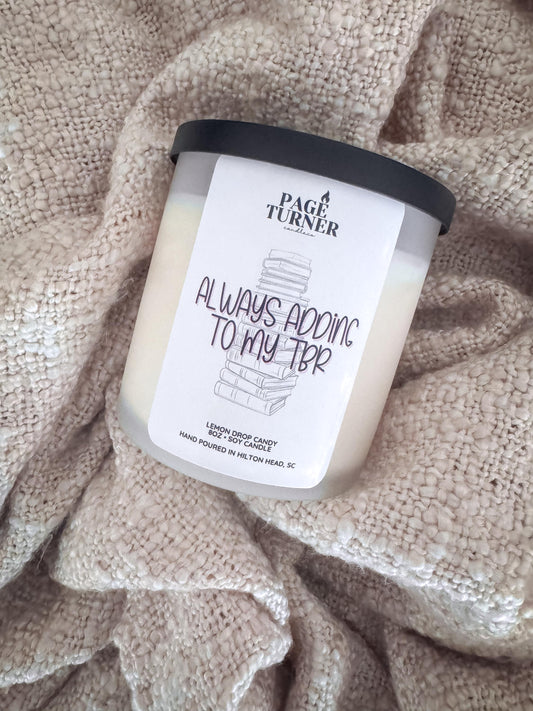 PAGE
TURNER
candleco
ALWAYS ADDING
TO MY TBR
LEMON DROP CANDY
8OZ * SOY CANDLE
HAND POURED IN HILTON HEAD, SC